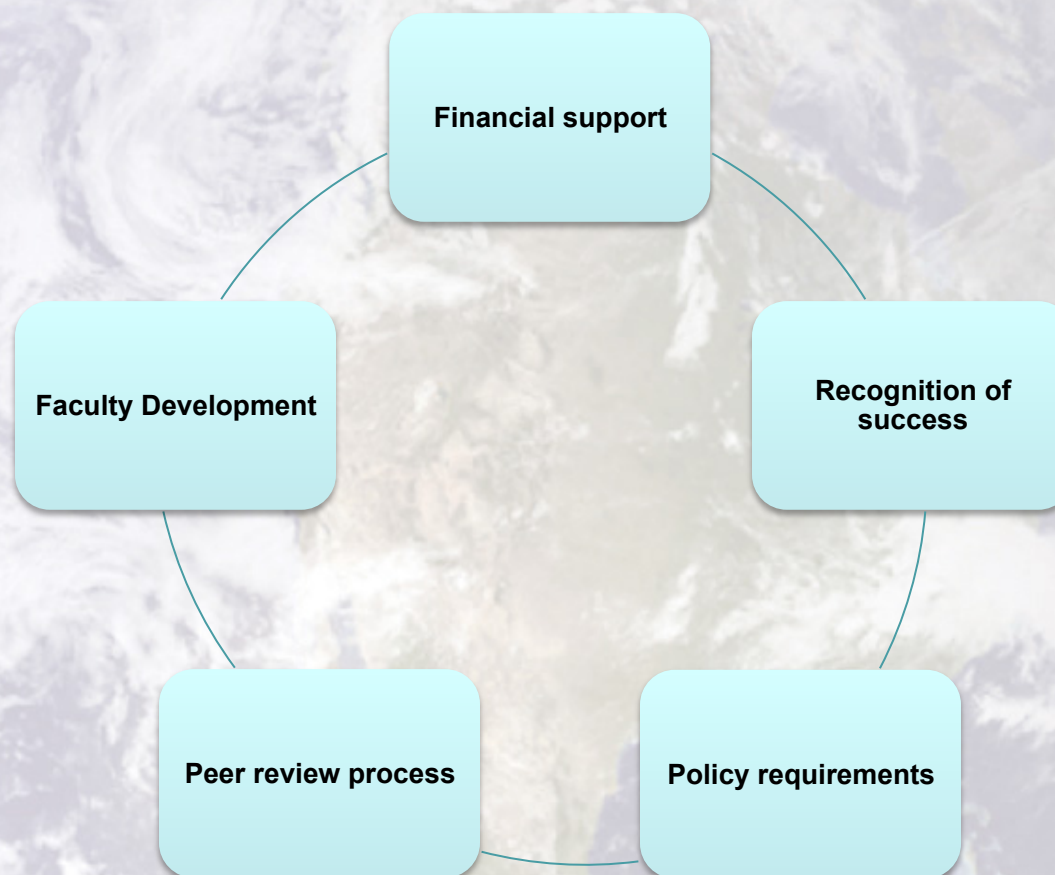 Financial support
Faculty Development
Recognition of
success
Peer review process
Policy requirements